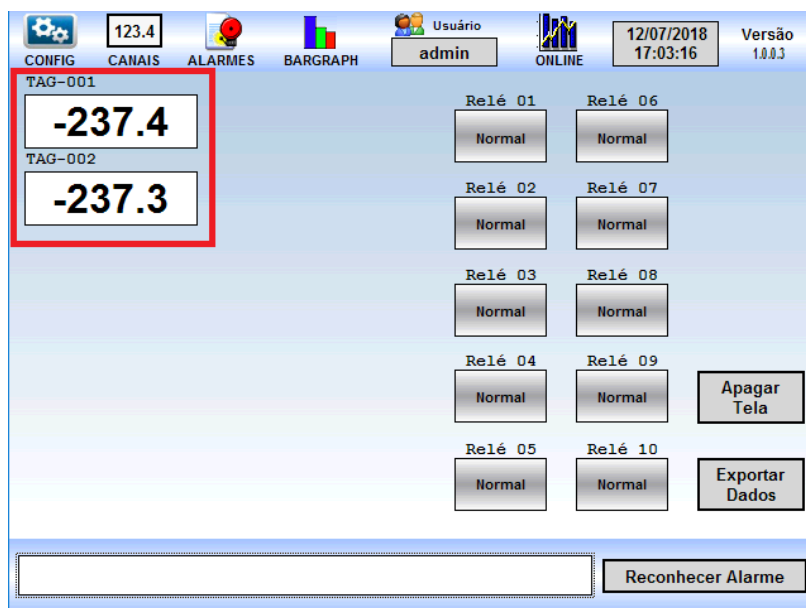 123.4
Usuário
12/07/2018
Versão
CONFIG
CANAIS
ALARMES
BARGRAPH
admin
ONLINE
17:03:16
1.0.0.3
TAG-001
-237.4
TAG-002
-237.3
Relé 01
Relé 06
Normal
Normal
Relé 02
Relé 07
Normal
Normal
Relé 03
Relé 08
Normal
Normal
Relé 04
Relé 09
Normal
Normal
Apagar
Tela
Relé 05
Relé 10
Normal
Normal
Exportar
Dados
Reconhecer Alarme